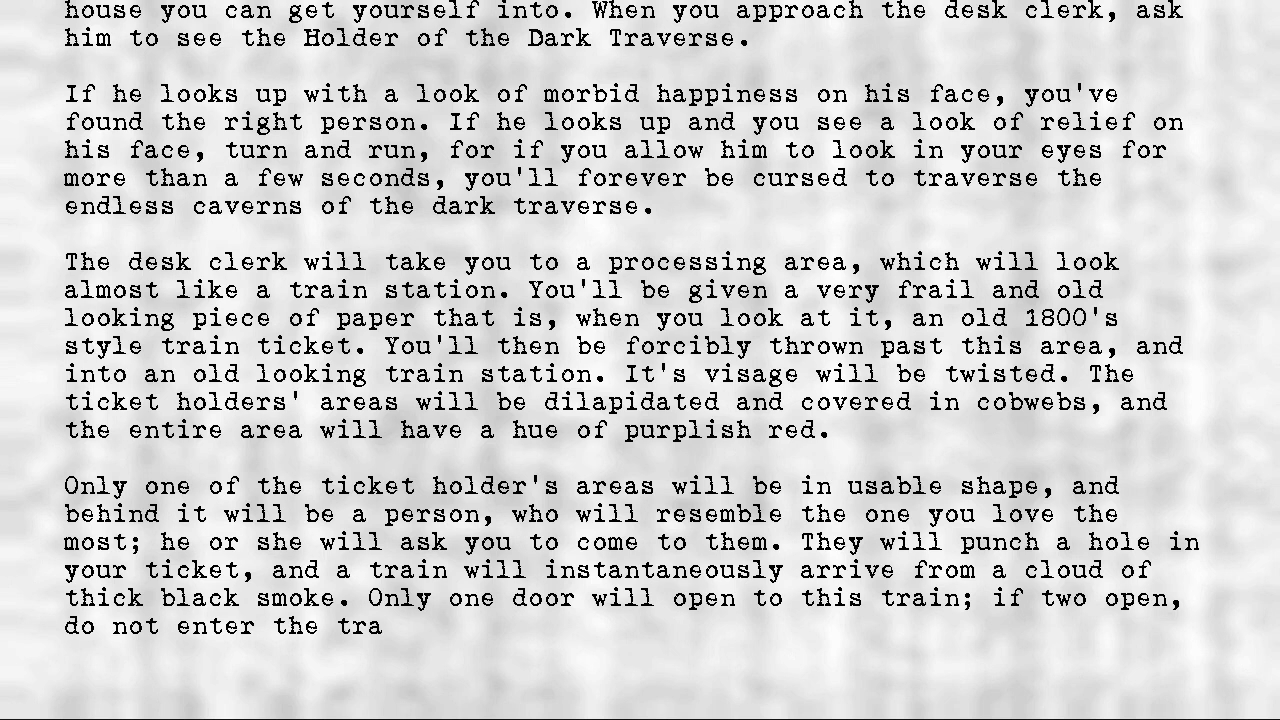 house you can get yourself into. When you approach the desk clerk, ask
him to see the Holder of the Dark Traverse.
If he looks up with a look of morbid happiness on his face, you've
found the right person. If he looks up and you see a look of relief on
his face, turn and run, for if you allow him to look in your eyes for
more than a few seconds, you'll forever be cursed to traverse the
endless caverns of the dark traverse.
The desk clerk will take you to a processing area, which will look
almost like a train station. You'll be given a very frail and old
looking piece of paper that is, when you look at it, an old 1800's
style train ticket. You'll then be forcibly thrown past this area, and
into an old looking train station. It's visage will be twisted. The
ticket holders' areas will be dilapidated and covered in cobwebs, and
the entire area will have a hue of purplish red.
Only one of the ticket holder's areas will be in usable shape, and
behind it will be a person, who will resemble the one you love the
most; he or she will ask you to come to them. They will punch a hole in
your ticket, and a train will instantaneously arrive from a cloud of
thick black smoke. Only one door will open to this train; if two open,
do not enter the tra